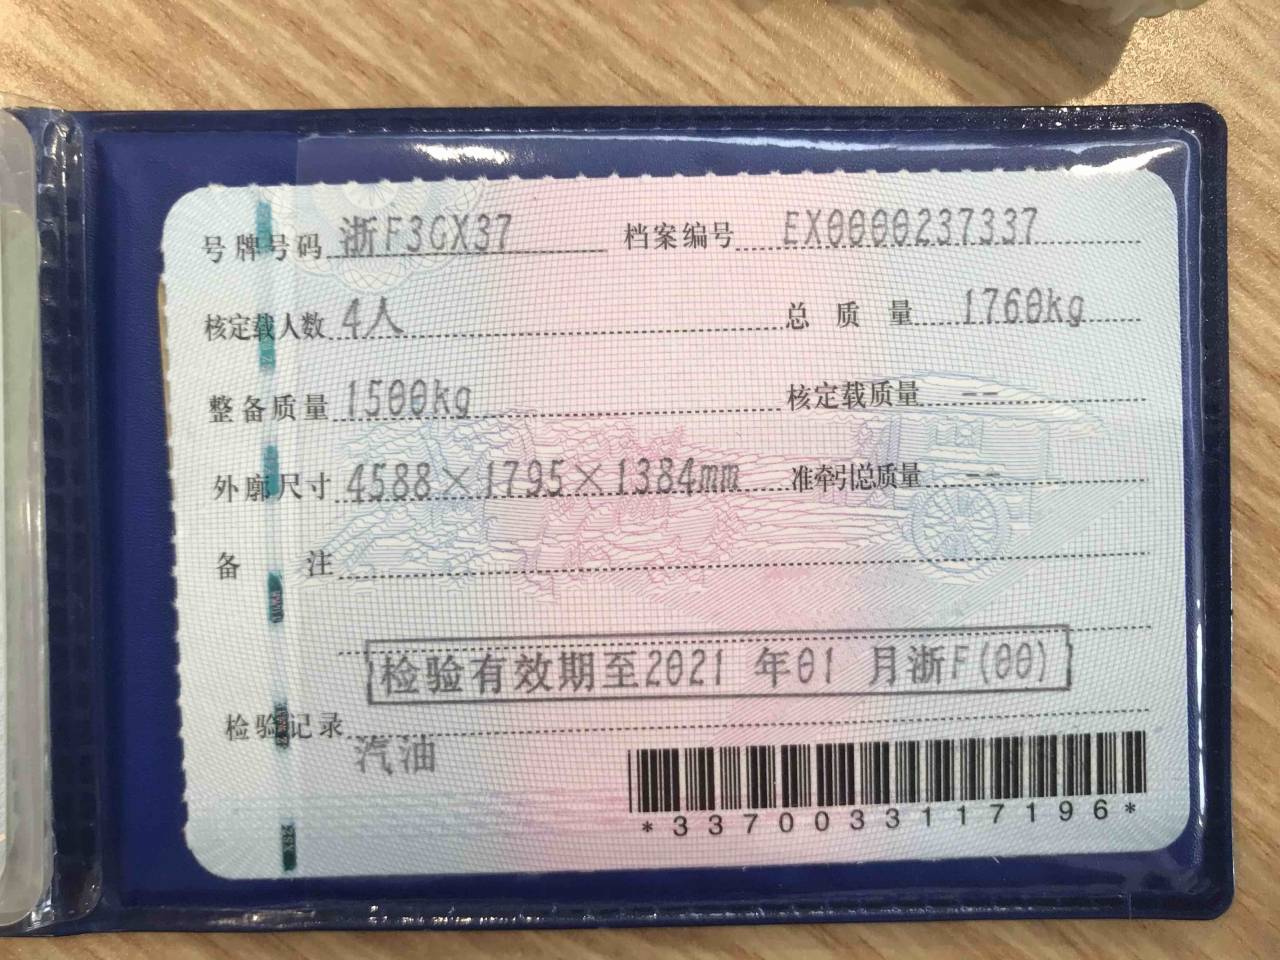 号牌号码 浙F3GX37 档案编号 EX0000237337
核定载人数 4人 总质量 1760kg
整备质量 1500kg 核定载质量 --
外廓尺寸 4588×1795×1384mm 准牵引总质量 --
备注
检验有效期至2021 年01 月浙F(00)
检验记录
汽油
*3370033117196*